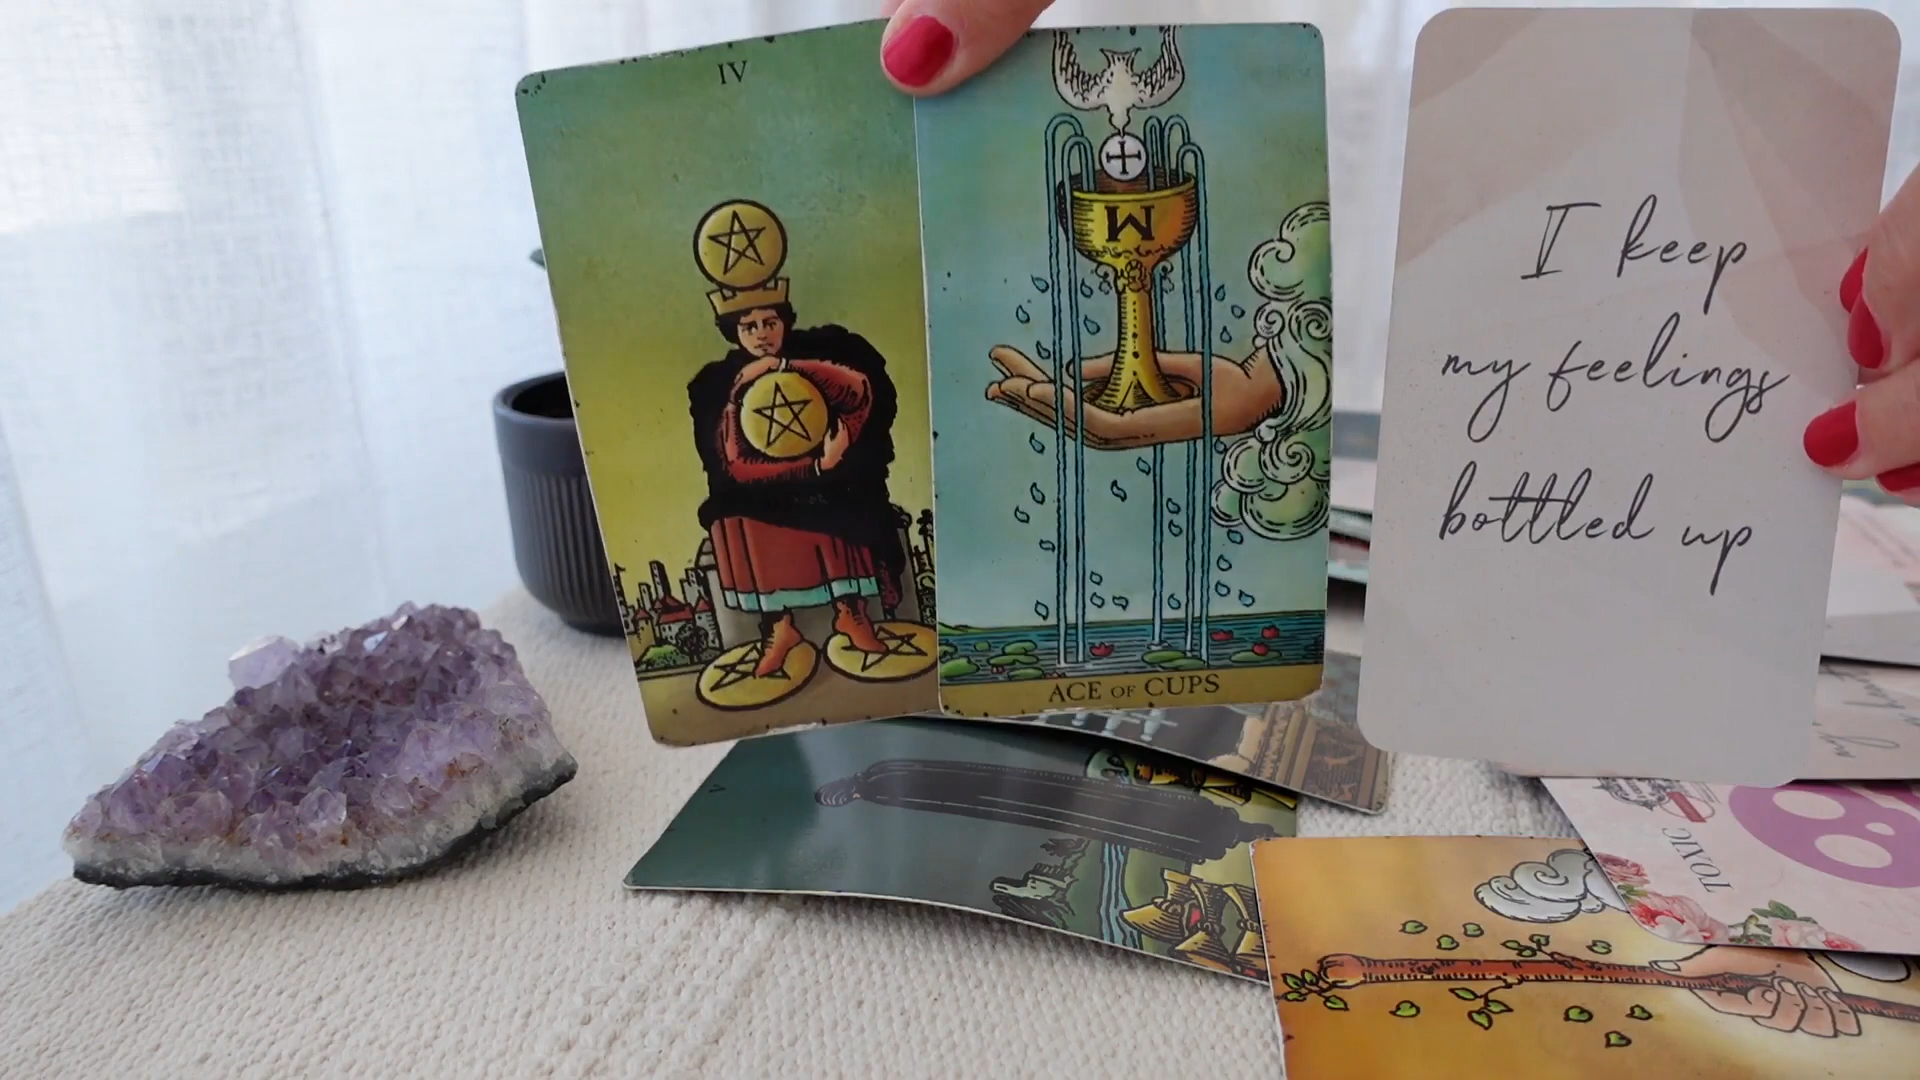 IV
ACE OF CUPS
I keep
my feelings
bottled up
V
TOXIC